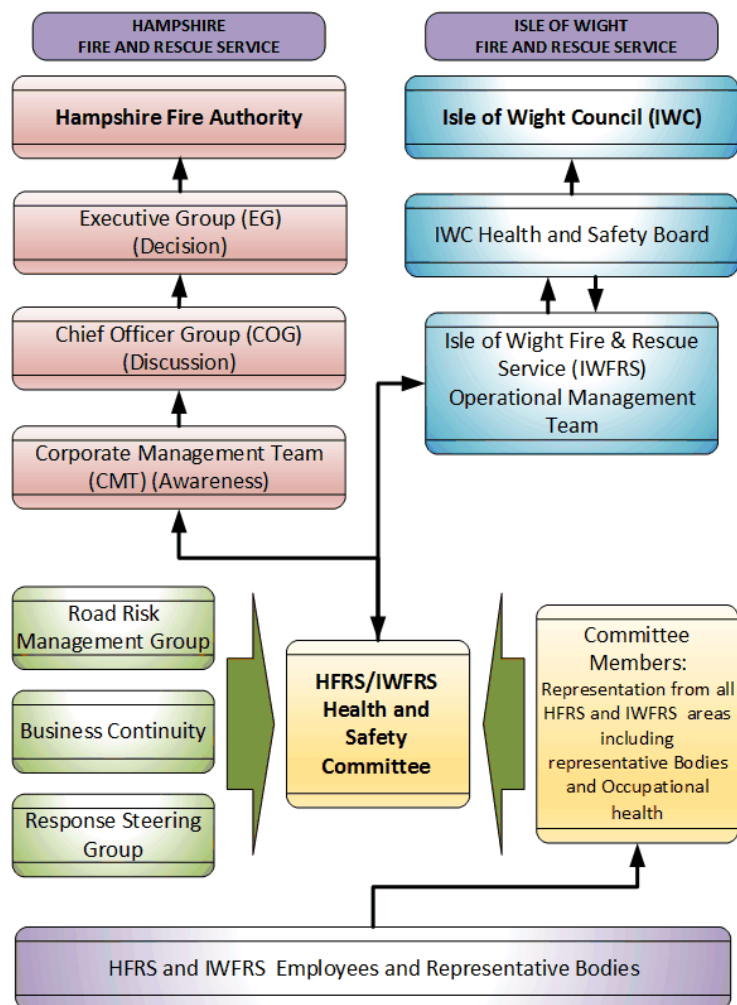 HAMPSHIRE
FIRE AND RESCUE SERVICE
ISLE OF WIGHT
FIRE AND RESCUE SERVICE
Hampshire Fire Authority
Isle of Wight Council (IWC)
Executive Group (EG)
(Decision)
IWC Health and Safety Board
Chief Officer Group (COG)
(Discussion)
Isle of Wight Fire & Rescue
Service (IWFRS)
Operational Management
Team
Corporate Management Team
(CMT) (Awareness)
Road Risk
Management Group
Business Continuity
Response Steering
Group
HFRS/IWFRS
Health and
Safety
Committee
Committee
Members:
Representation from all
HFRS and IWFRS areas
including
representative Bodies
and Occupational
health
HFRS and IWFRS Employees and Representative Bodies